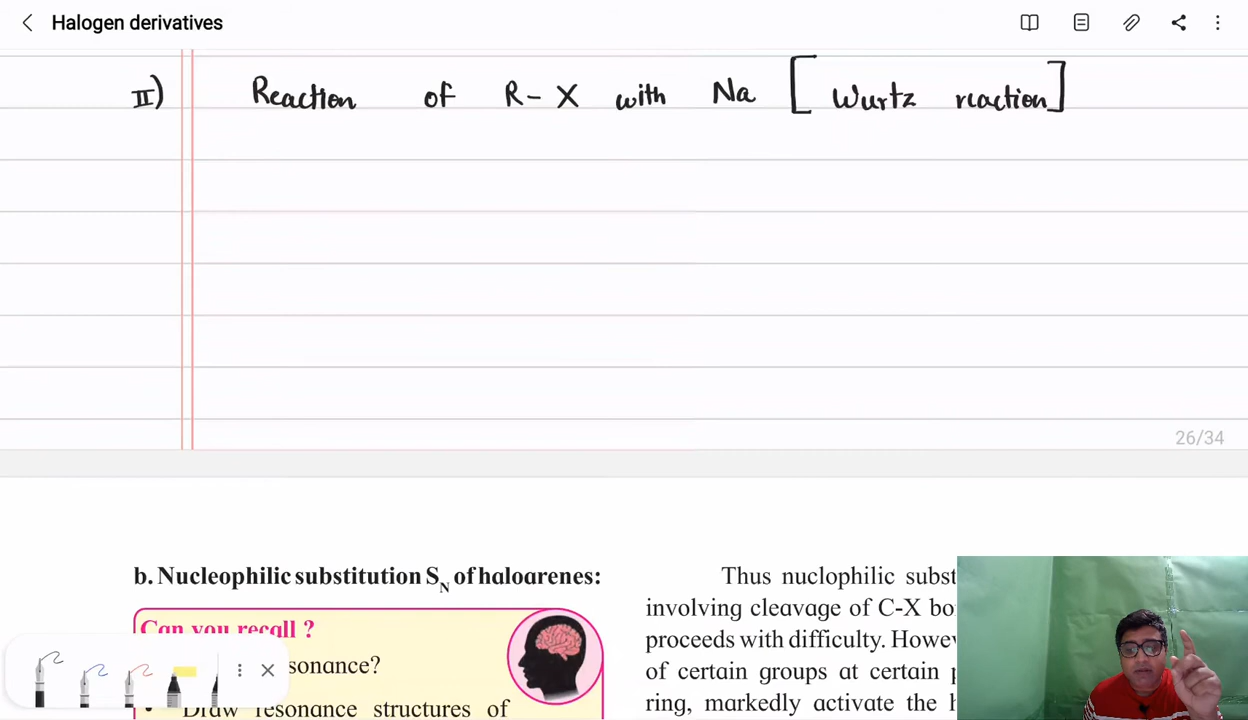 Halogen derivatives
II) Reaction of R-X with Na [Wurtz reaction]
26/34
b. Nucleophilic substitution SN of haloarenes:
Can you recall ?
sonance?
• Draw resonance structures of
Thus nuclophilic subst
involving cleavage of C-X bo
proceeds with difficulty. Howev
of certain groups at certain p
ring, markedly activate the h